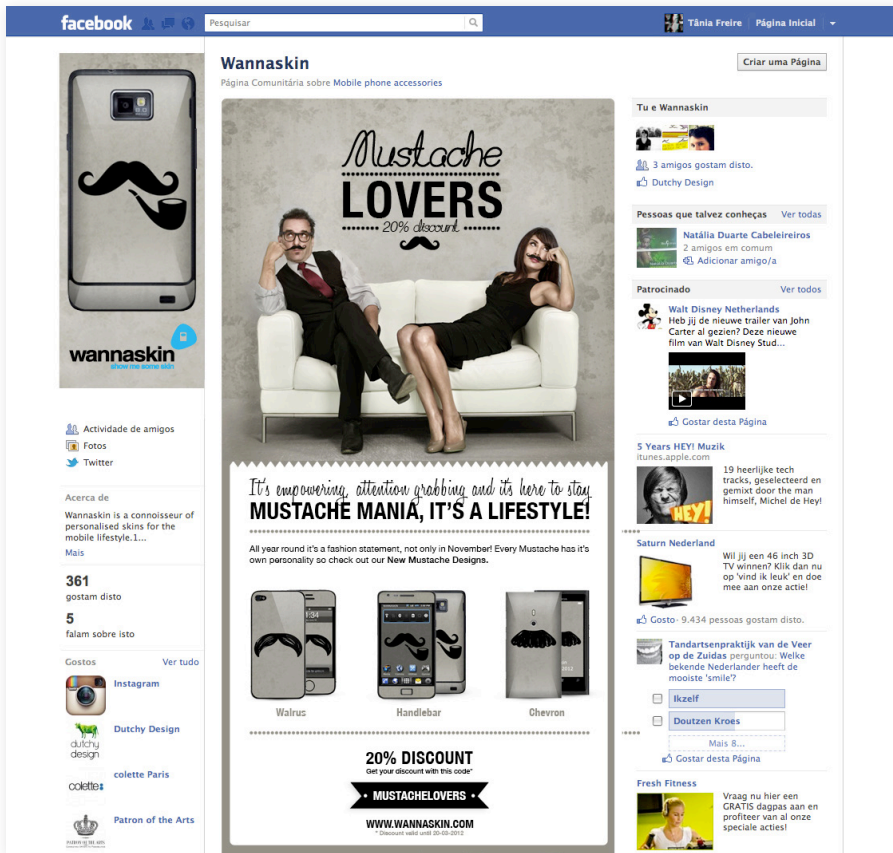 facebook
Pesquisar
Tânia Freire
Página Inicial
Wannaskin
Página Comunitária sobre Mobile phone accessories
Criar uma Página
wannaskin
show me some skin
Actividade de amigos
Fotos
Twitter
Acerca de
Wannaskin is a connoisseur of
personalised skins for the
mobile lifestyle.1...
Mais
361
gostam disto
5
falam sobre isto
Gostos
Ver tudo
Instagram
dutchy
design
Dutchy Design
colette
colette Paris
PATRON OF THE ARTS
Patron of the Arts
Mustache
LOVERS
20% discount
It's empowering, attention grabbing and its here to stay
MUSTACHE MANIA, IT'S A LIFESTYLE!
All year round it's a fashion statement, not only in November! Every Mustache has it's
own personality so check out our New Mustache Designs.
Walrus
Handlebar
Chevron
20% DISCOUNT
Get your discount with this code*
• MUSTACHELOVERS •
WWW.WANNASKIN.COM
* Discount valid until 20-03-2012
Tu e Wannaskin
3 amigos gostam disto.
Dutchy Design
Pessoas que talvez conheças
Ver todas
Natália Duarte Cabeleireiros
2 amigos em comum
Adicionar amigo/a
Patrocinado
Ver todos
Walt Disney Netherlands
Heb jij de nieuwe trailer van John
Carter al gezien? Deze nieuwe
film van Walt Disney Stud...
Gostar desta Página
5 Years HEY! Muzik
itunes.apple.com
HEY!
19 heerlijke tech
tracks, geselecteerd en
gemixt door the man
himself, Michel de Hey!
Saturn Nederland
Wil jij een 46 inch 3D
TV winnen? Klik dan nu
op 'vind ik leuk' en doe
mee aan onze actie!
Gosto · 9.434 pessoas gostam disto.
Tandartsenpraktijk van de Veer
op de Zuidas perguntou: Welke
bekende Nederlander heeft de
mooiste 'smile'?
Ikzelf
Doutzen Kroes
Mais 8...
Gostar desta Página
Fresh Fitness
Vraag nu hier een
GRATIS dagpas aan en
profiteer van al onze
speciale acties!